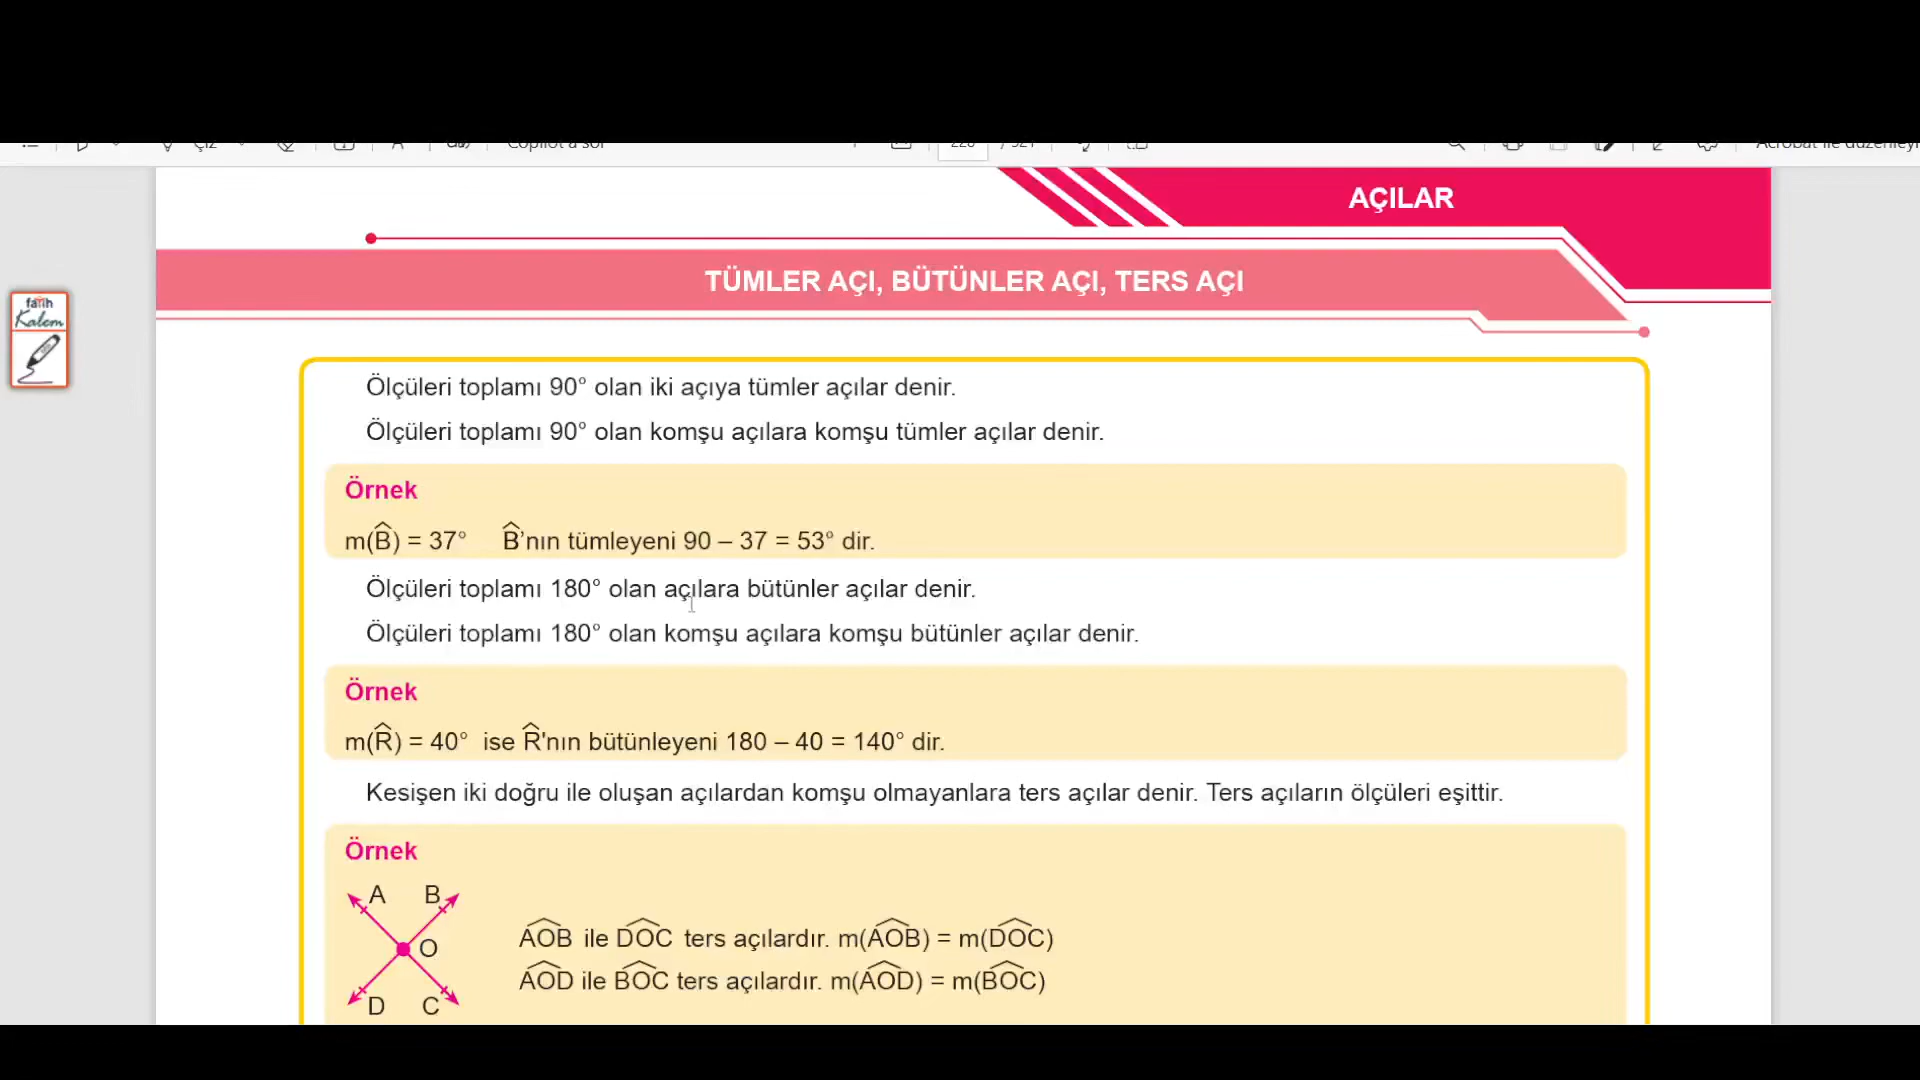 Çiz
Copilot'a sor
AÇILAR
TÜMLER AÇI, BÜTÜNLER AÇI, TERS AÇI
fatih
Kalem
Ölçüleri toplamı 90° olan iki açıya tümler açılar denir.
Ölçüleri toplamı 90° olan komşu açılara komşu tümler açılar denir.
Örnek
m(B̂) = 37° B̂'nın tümleyeni 90 – 37 = 53° dir.
Ölçüleri toplamı 180° olan açılara bütünler açılar denir.
Ölçüleri toplamı 180° olan komşu açılara komşu bütünler açılar denir.
Örnek
m(R̂) = 40° ise R̂'nın bütünleyeni 180 – 40 = 140° dir.
Kesişen iki doğru ile oluşan açılardan komşu olmayanlara ters açılar denir. Ters açıların ölçüleri eşittir.
Örnek
A B
O
D C
AÔB ile DÔC ters açılardır. m(AÔB) = m(DÔC)
AÔD ile BÔC ters açılardır. m(AÔD) = m(BÔC)